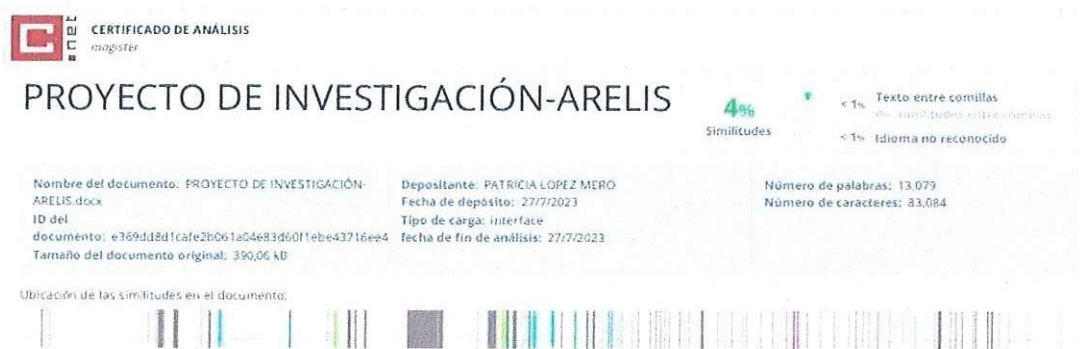 CERTIFICADO DE ANÁLISIS
magister
PROYECTO DE INVESTIGACIÓN-ARELIS
4%
Similitudes
< 1% Texto entre comillas
< 1% Idioma no reconocido
Nombre del documento: PROYECTO DE INVESTIGACIÓN-
ARELIS.docx
ID del
documento: e369dd8d1cafe2b061a04e83d60f1ebe43716ee4
Tamaño del documento original: 390,06 kB
Depositante: PATRICIA LOPEZ MERO
Fecha de depósito: 27/7/2023
Tipo de carga: interface
fecha de fin de análisis: 27/7/2023
Número de palabras: 13.079
Número de caracteres: 83.084
Ubicación de las similitudes en el documento: